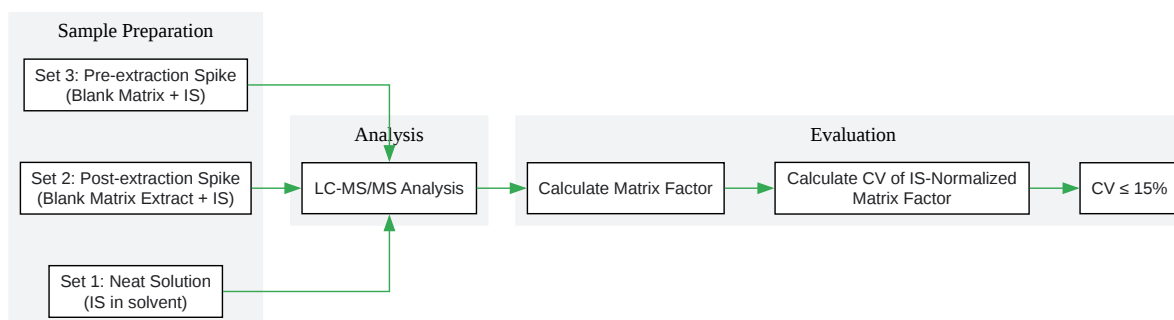 Sample Preparation
Set 3: Pre-extraction Spike
(Blank Matrix + IS)
Set 2: Post-extraction Spike
(Blank Matrix Extract + IS)
Set 1: Neat Solution
(IS in solvent)
Analysis
LC-MS/MS Analysis
Evaluation
Calculate Matrix Factor
Calculate CV of IS-Normalized
Matrix Factor
CV ≤ 15%